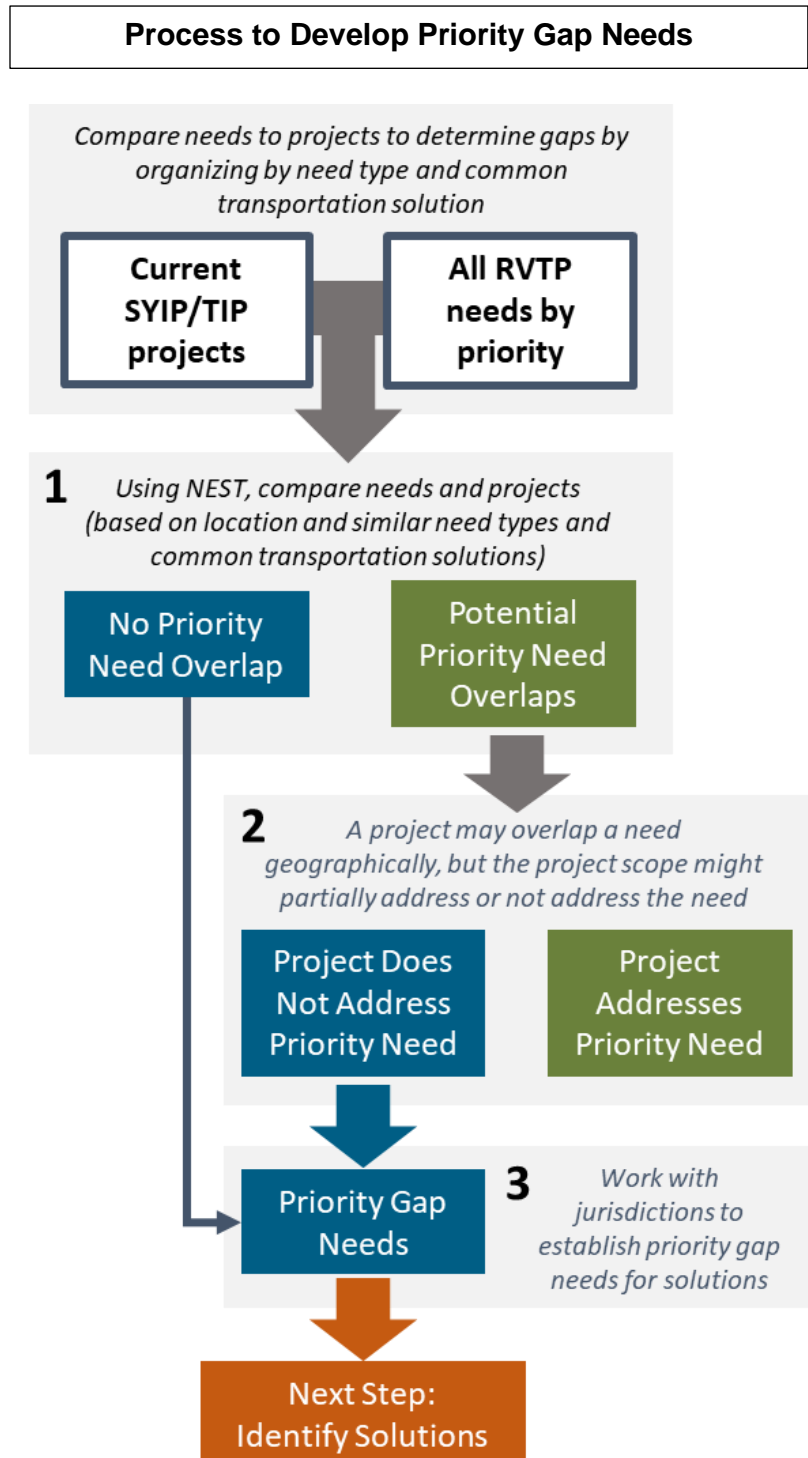 Process to Develop Priority Gap Needs
Compare needs to projects to determine gaps by
organizing by need type and common
transportation solution
Current
SYIP/TIP
projects
All RVTP
needs by
priority
1
Using NEST, compare needs and projects
(based on location and similar need types and
common transportation solutions)
No Priority
Need Overlap
Potential
Priority Need
Overlaps
2
A project may overlap a need
geographically, but the project scope might
partially address or not address the need
Project Does
Not Address
Priority Need
Project
Addresses
Priority Need
Priority Gap
Needs
3
Work with
jurisdictions to
establish priority gap
needs for solutions
Next Step:
Identify Solutions